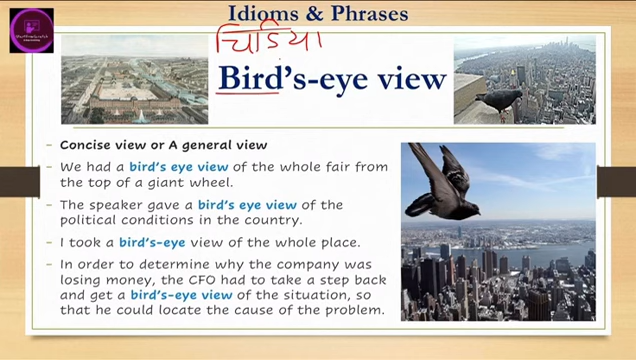 Idioms & Phrases
चिडिया
Bird's-eye view
- Concise view or A general view
- We had a bird's eye view of the whole fair from
the top of a giant wheel.
- The speaker gave a bird's eye view of the
political conditions in the country.
- I took a bird's-eye view of the whole place.
- In order to determine why the company was
losing money, the CFO had to take a step back
and get a bird's-eye view of the situation, so
that he could locate the cause of the problem.